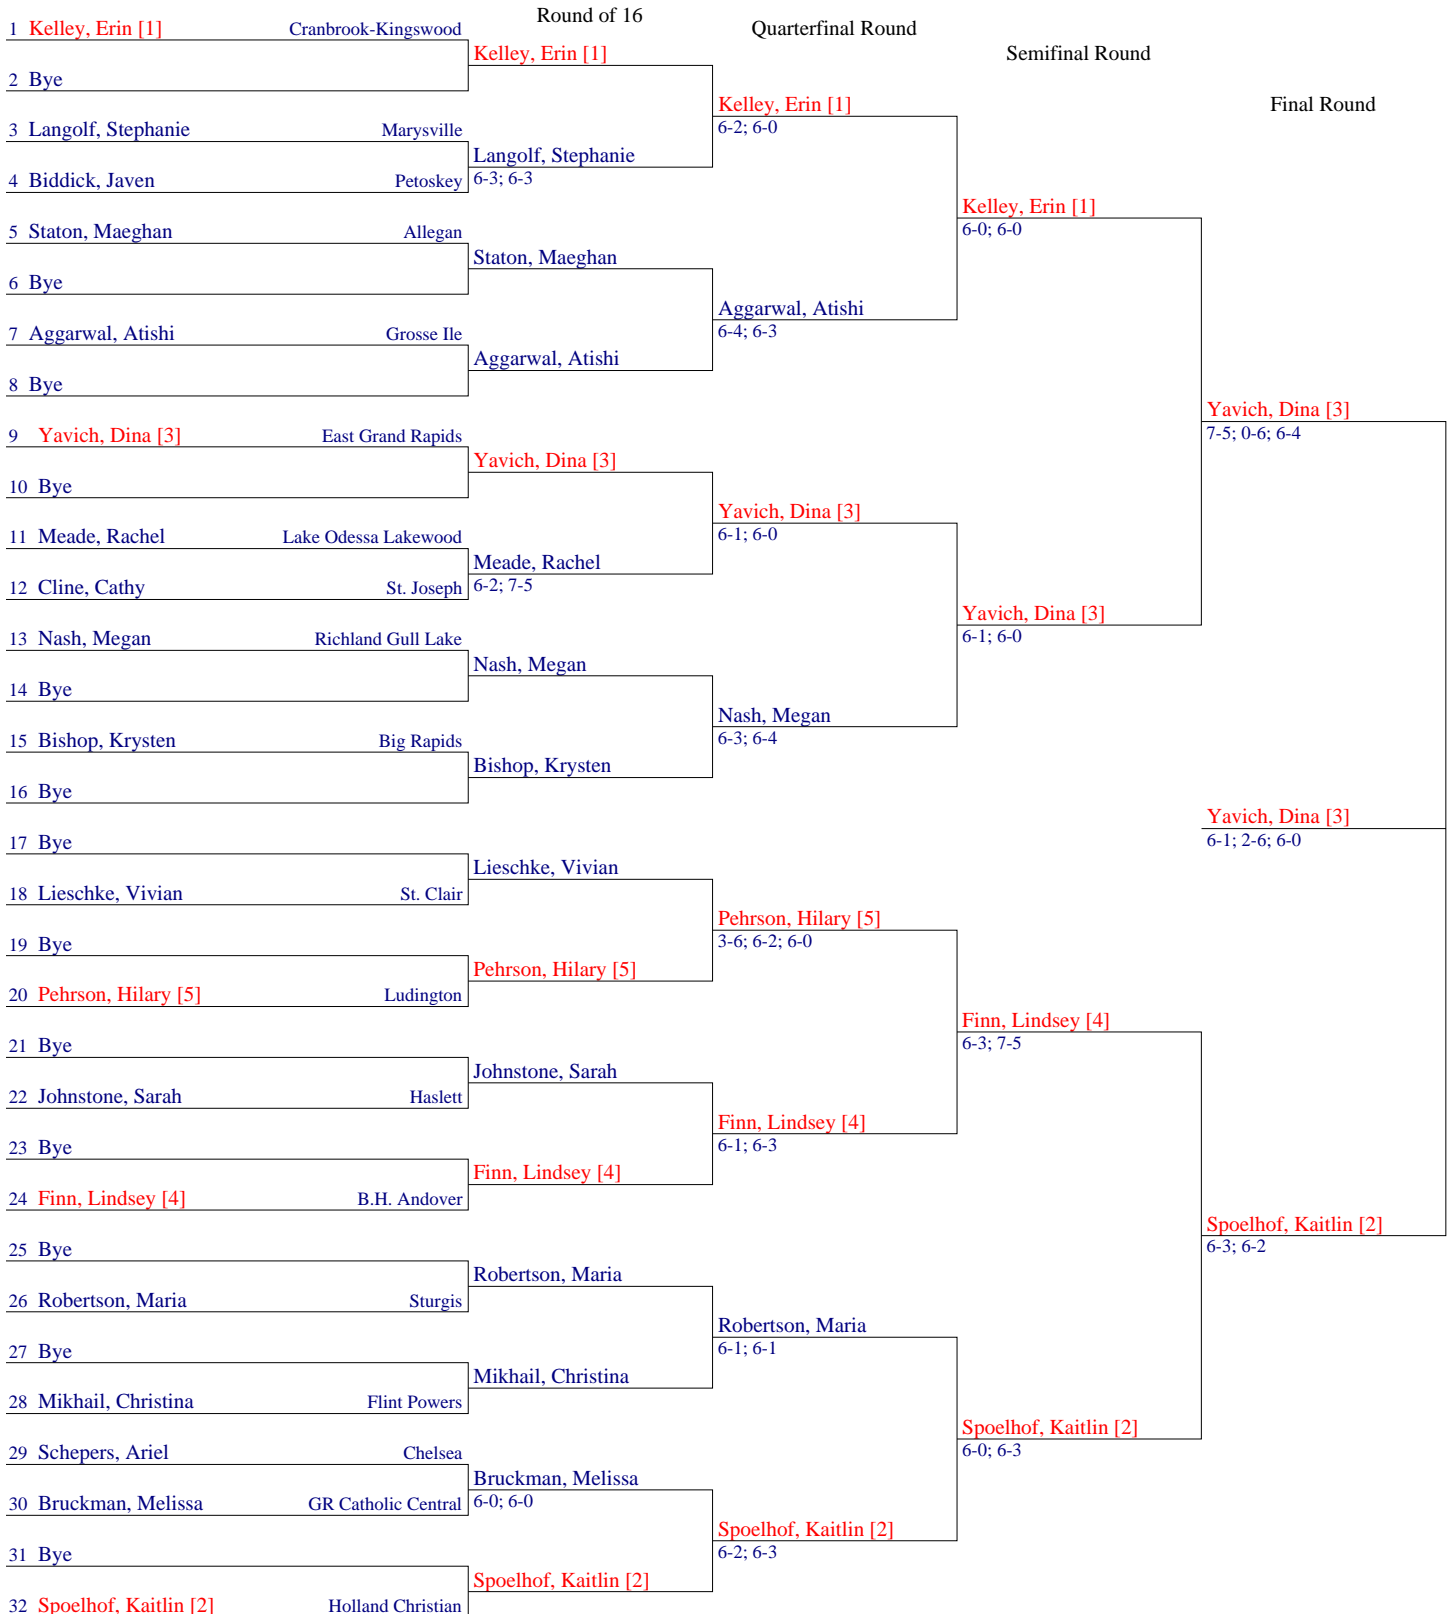 Round of 16
Quarterfinal Round
Semifinal Round
Final Round
1 Kelley, Erin [1] Cranbrook-Kingswood
Kelley, Erin [1]
2 Bye
Kelley, Erin [1]
6-2; 6-0
3 Langolf, Stephanie Marysville
Langolf, Stephanie
6-3; 6-3
4 Biddick, Javen Petoskey
Kelley, Erin [1]
6-0; 6-0
5 Staton, Maeghan Allegan
Staton, Maeghan
6 Bye
Aggarwal, Atishi
6-4; 6-3
7 Aggarwal, Atishi Grosse Ile
Aggarwal, Atishi
8 Bye
Yavich, Dina [3]
7-5; 0-6; 6-4
9 Yavich, Dina [3] East Grand Rapids
Yavich, Dina [3]
10 Bye
Yavich, Dina [3]
6-1; 6-0
11 Meade, Rachel Lake Odessa Lakewood
Meade, Rachel
6-2; 7-5
12 Cline, Cathy St. Joseph
Yavich, Dina [3]
6-1; 6-0
13 Nash, Megan Richland Gull Lake
Nash, Megan
14 Bye
Nash, Megan
6-3; 6-4
15 Bishop, Krysten Big Rapids
Bishop, Krysten
16 Bye
Yavich, Dina [3]
6-1; 2-6; 6-0
17 Bye
Lieschke, Vivian
18 Lieschke, Vivian St. Clair
Pehrson, Hilary [5]
3-6; 6-2; 6-0
19 Bye
Pehrson, Hilary [5]
20 Pehrson, Hilary [5] Ludington
Finn, Lindsey [4]
6-3; 7-5
21 Bye
Johnstone, Sarah
22 Johnstone, Sarah Haslett
Finn, Lindsey [4]
6-1; 6-3
23 Bye
Finn, Lindsey [4]
24 Finn, Lindsey [4] B.H. Andover
Spoelhof, Kaitlin [2]
6-3; 6-2
25 Bye
Robertson, Maria
26 Robertson, Maria Sturgis
Robertson, Maria
6-1; 6-1
27 Bye
Mikhail, Christina
28 Mikhail, Christina Flint Powers
Spoelhof, Kaitlin [2]
6-0; 6-3
29 Schepers, Ariel Chelsea
Bruckman, Melissa
6-0; 6-0
30 Bruckman, Melissa GR Catholic Central
Spoelhof, Kaitlin [2]
6-2; 6-3
31 Bye
Spoelhof, Kaitlin [2]
32 Spoelhof, Kaitlin [2] Holland Christian